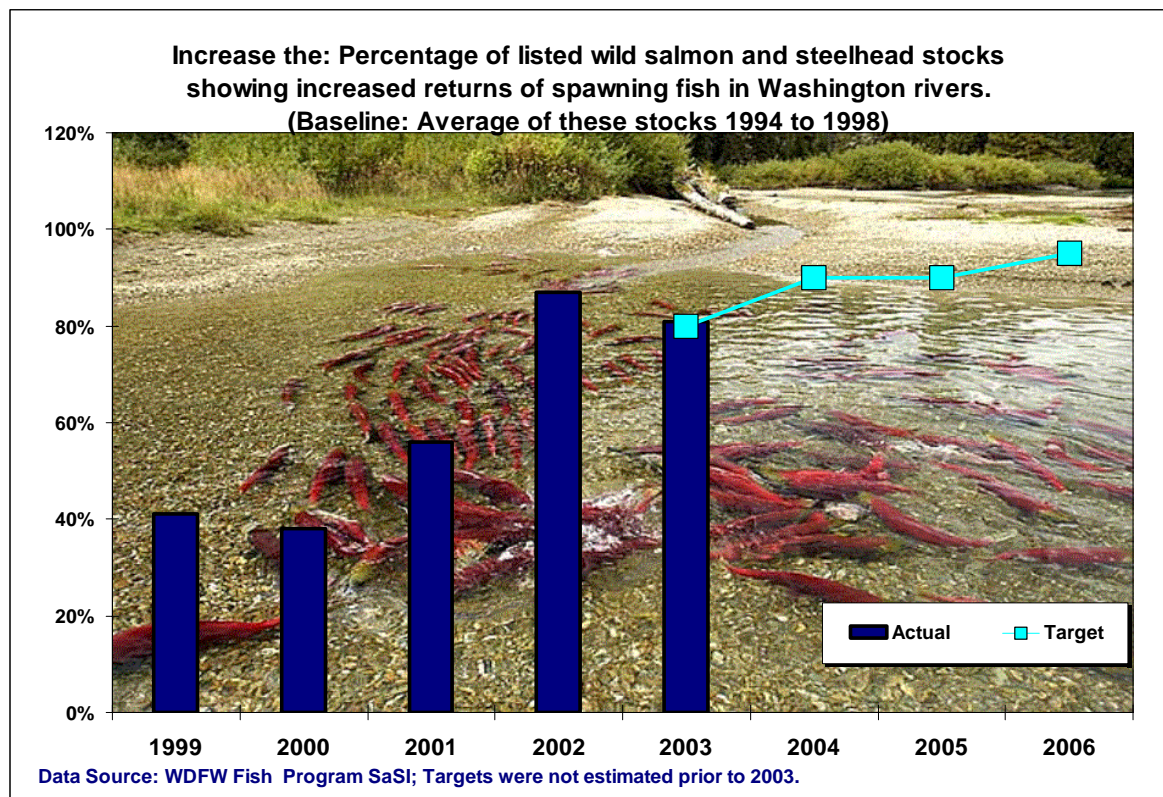 Increase the: Percentage of listed wild salmon and steelhead stocks
showing increased returns of spawning fish in Washington rivers.
(Baseline: Average of these stocks 1994 to 1998)
120%
100%
80%
60%
40%
20%
0%
Actual Target
1999 2000 2001 2002 2003 2004 2005 2006
Data Source: WDFW Fish Program SaSI; Targets were not estimated prior to 2003.